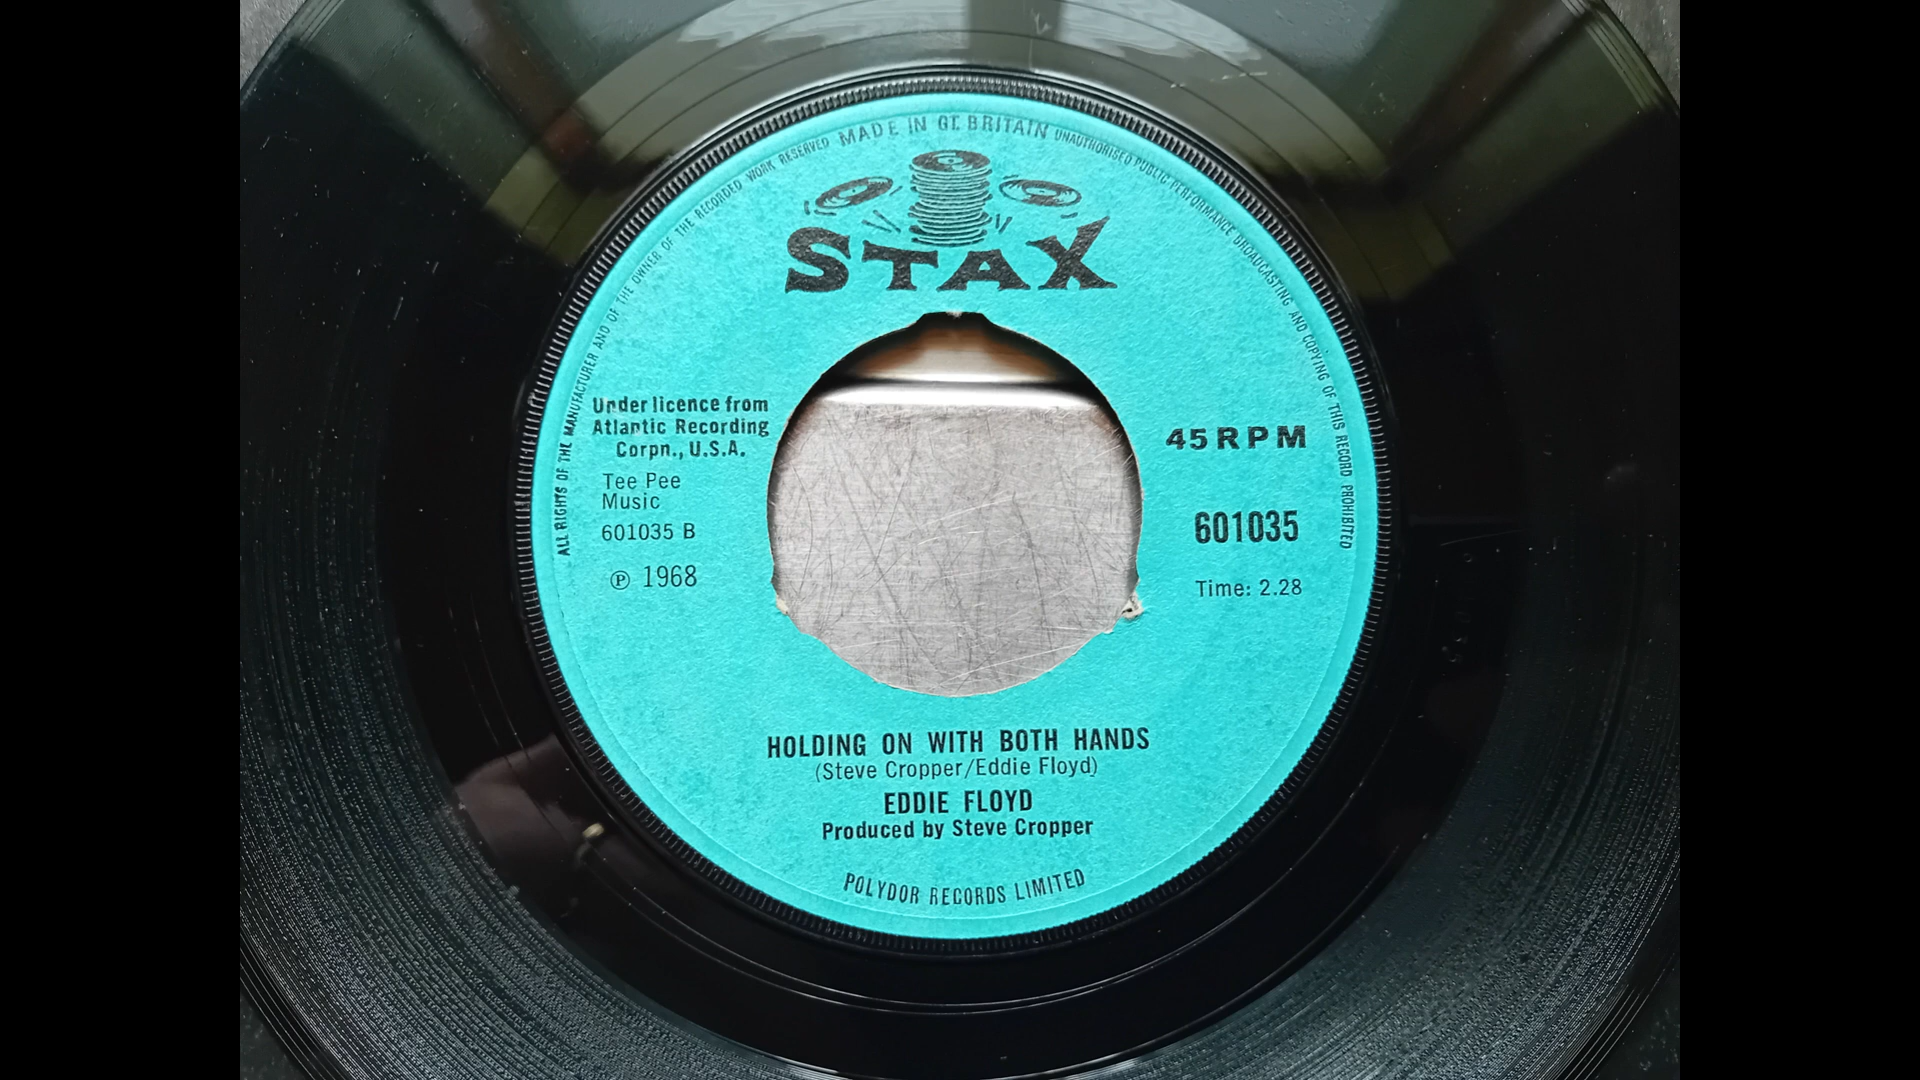 ALL RIGHTS OF THE MANUFACTURER AND OF THE OWNER OF THE RECORDED WORK RESERVED MADE IN GT. BRITAIN UNAUTHORISED PUBLIC PERFORMANCE BROADCASTING AND COPYING OF THIS RECORD PROHIBITED
STAX
Under licence from
Atlantic Recording
Corpn., U.S.A.
Tee Pee
Music
601035 B
℗ 1968
45 RPM
601035
Time: 2.28
HOLDING ON WITH BOTH HANDS
(Steve Cropper/Eddie Floyd)
EDDIE FLOYD
Produced by Steve Cropper
POLYDOR RECORDS LIMITED